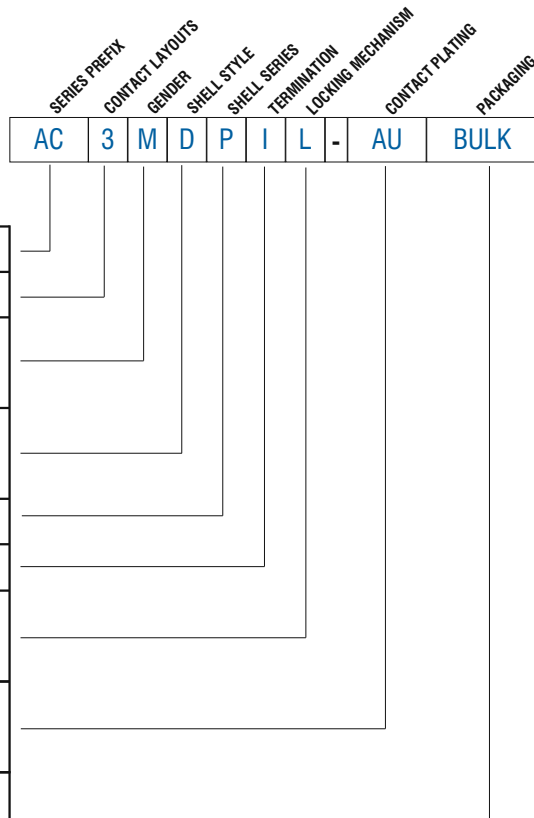 SERIES PREFIX
CONTACT LAYOUTS
GENDER
SHELL STYLE
SHELL SERIES
TERMINATION
LOCKING MECHANISM
CONTACT PLATING
PACKAGING
AC 3 M D P I L - AU BULK